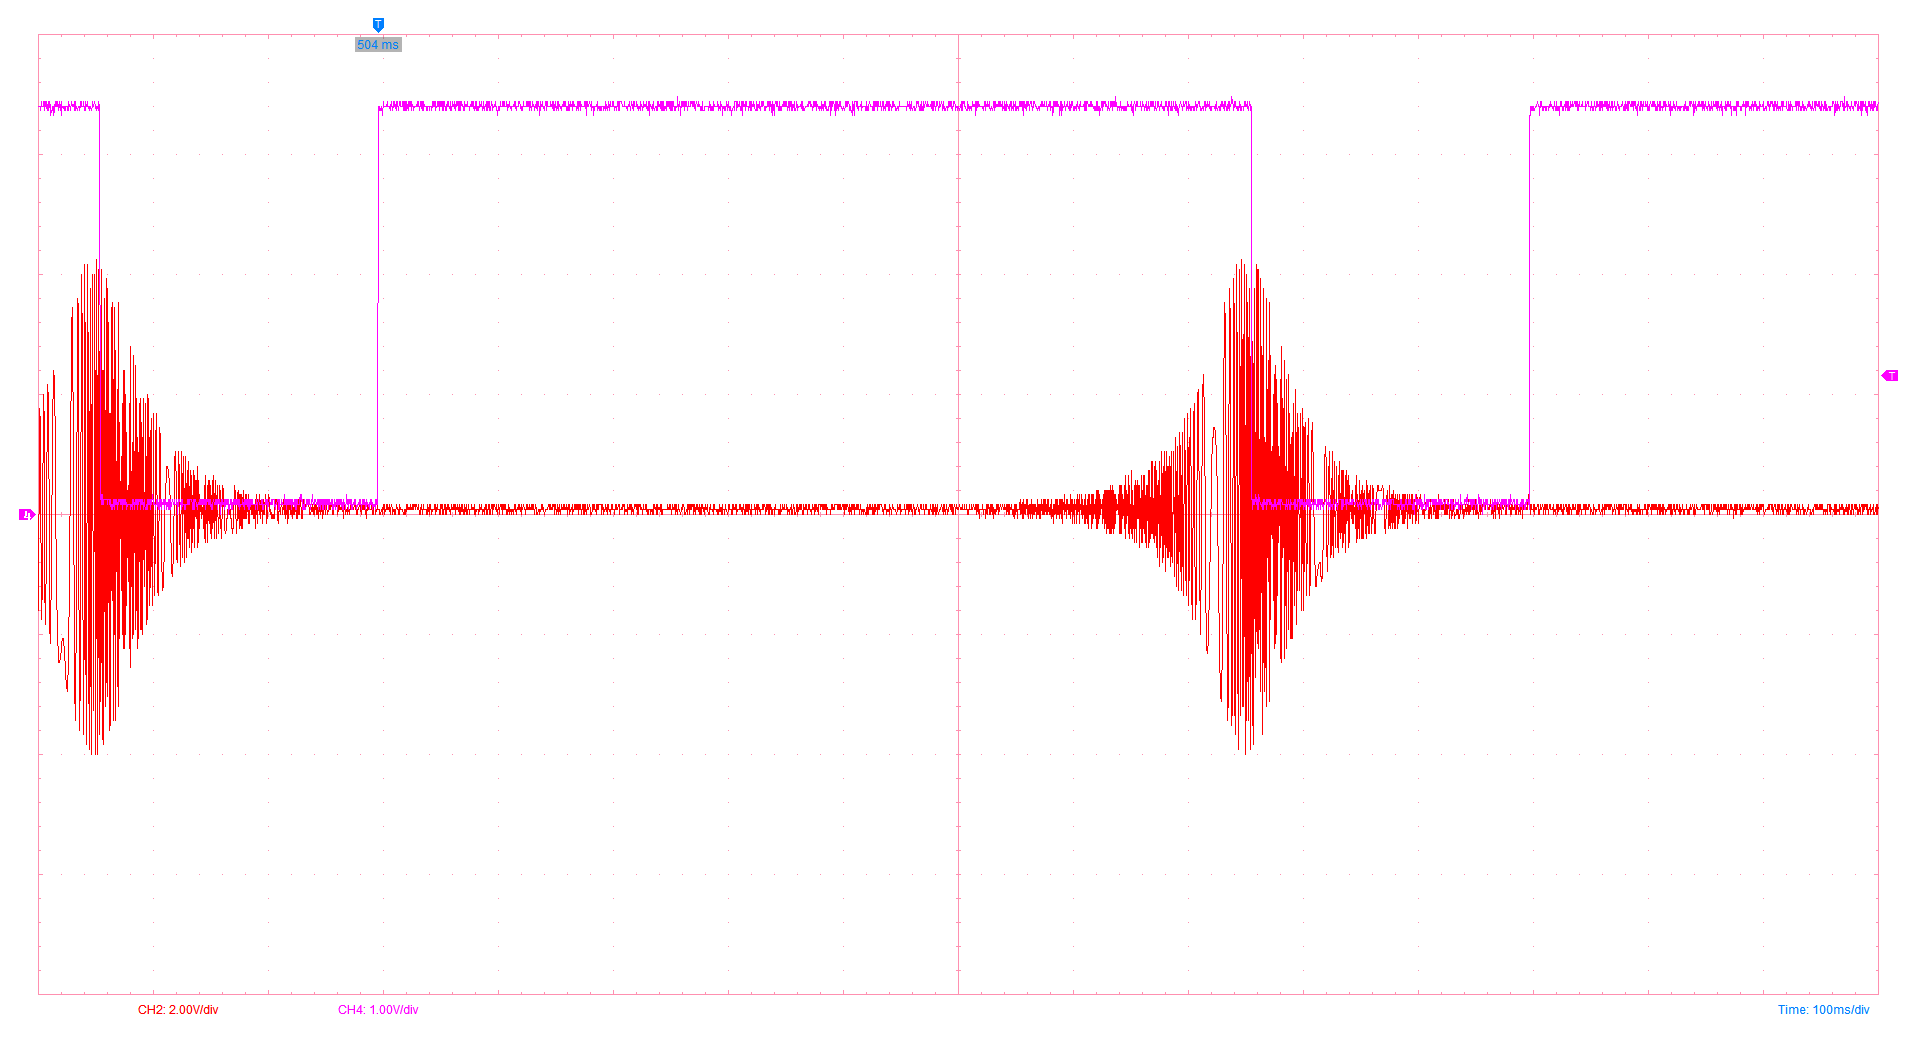 T
504 ms
T
CH2: 2.00V/div
CH4: 1.00V/div
Time: 100ms/div